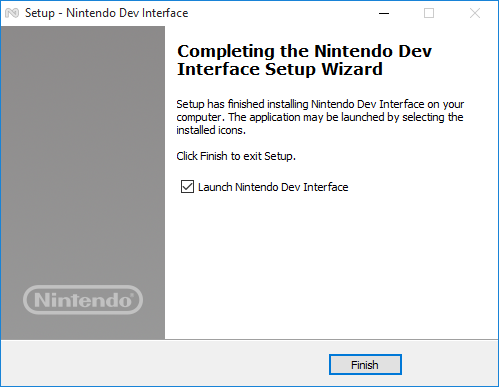 Setup - Nintendo Dev Interface
Completing the Nintendo Dev
Interface Setup Wizard
Setup has finished installing Nintendo Dev Interface on your
computer. The application may be launched by selecting the
installed icons.
Click Finish to exit Setup.
Launch Nintendo Dev Interface
Nintendo
Finish